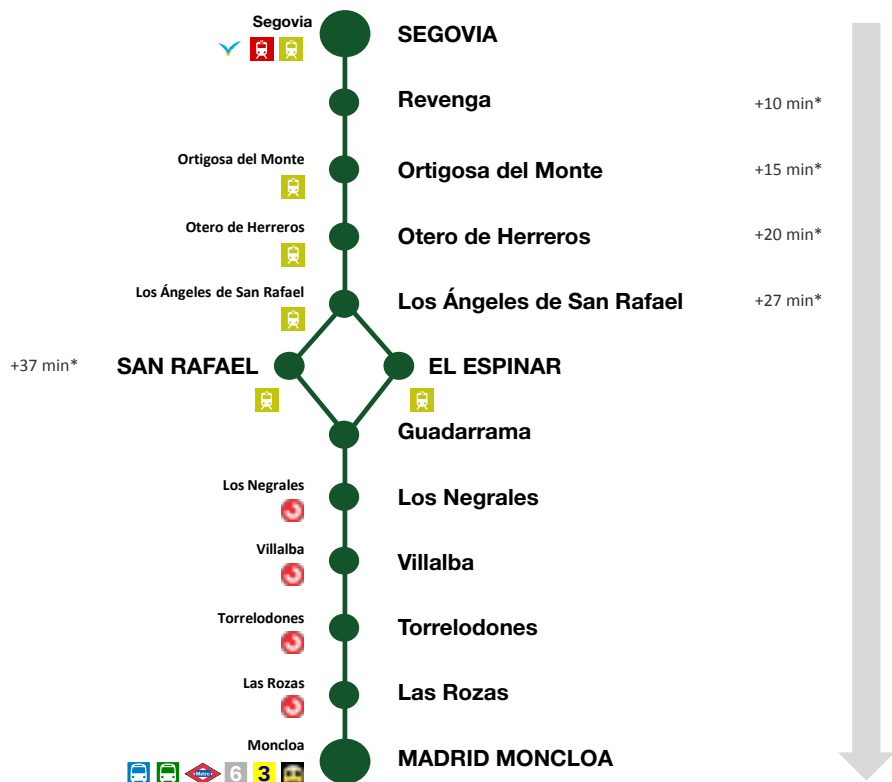 Segovia
SEGOVIA
Revenga
+10 min*
Ortigosa del Monte
Ortigosa del Monte
+15 min*
Otero de Herreros
Otero de Herreros
+20 min*
Los Ángeles de San Rafael
Los Ángeles de San Rafael
+27 min*
+37 min*
SAN RAFAEL
EL ESPINAR
Guadarrama
Los Negrales
Los Negrales
Villalba
Villalba
Torrelodones
Torrelodones
Las Rozas
Las Rozas
Moncloa
MADRID MONCLOA
Metro
6
3